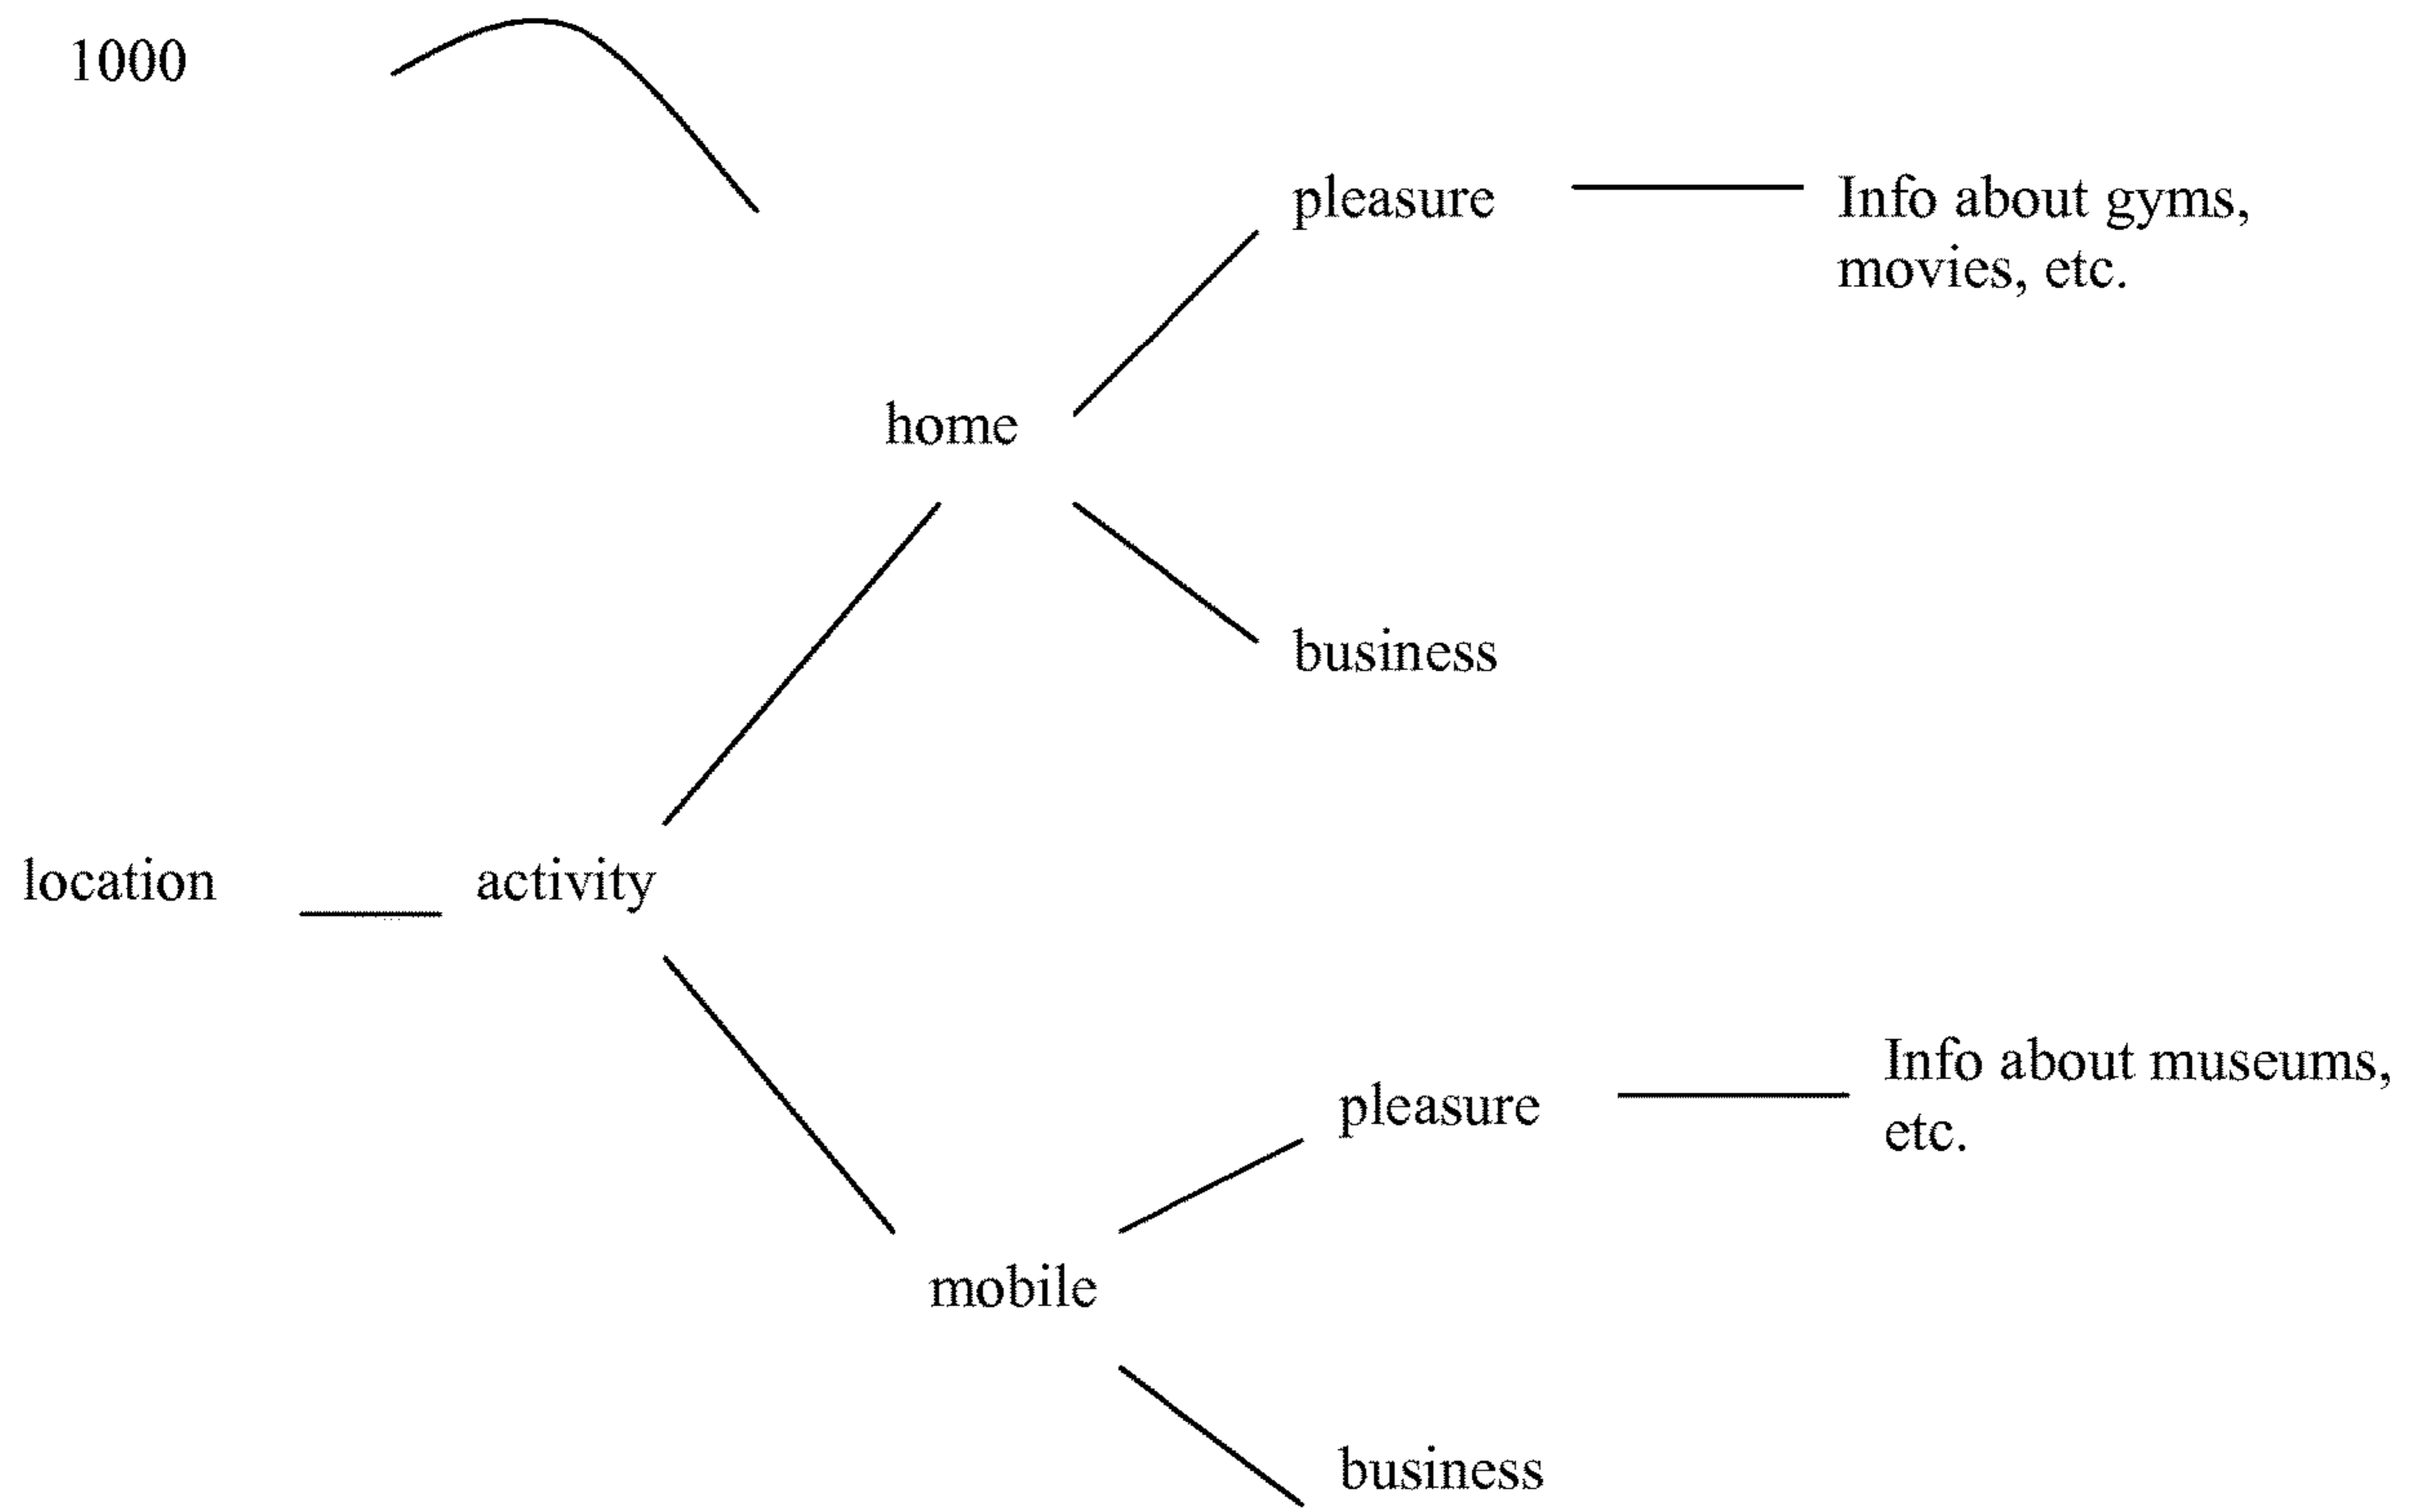 1000
pleasure
Info about gyms,
movies, etc.
home
business
location
activity
pleasure
Info about museums,
etc.
mobile
business